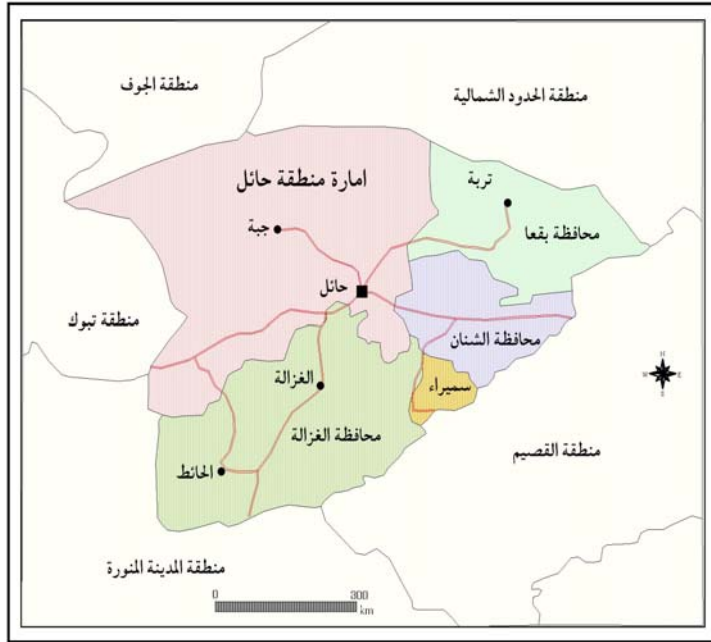 منطقة الجوف
منطقة الحدود الشمالية
امارة منطقة حائل
تربة
جبة
محافظة بقعا
حائل
منطقة تبوك
محافظة الشنان
الغزالة
سميراء
محافظة الغزالة
منطقة القصيم
الحائط
منطقة المدينة المنورة
0 300
km